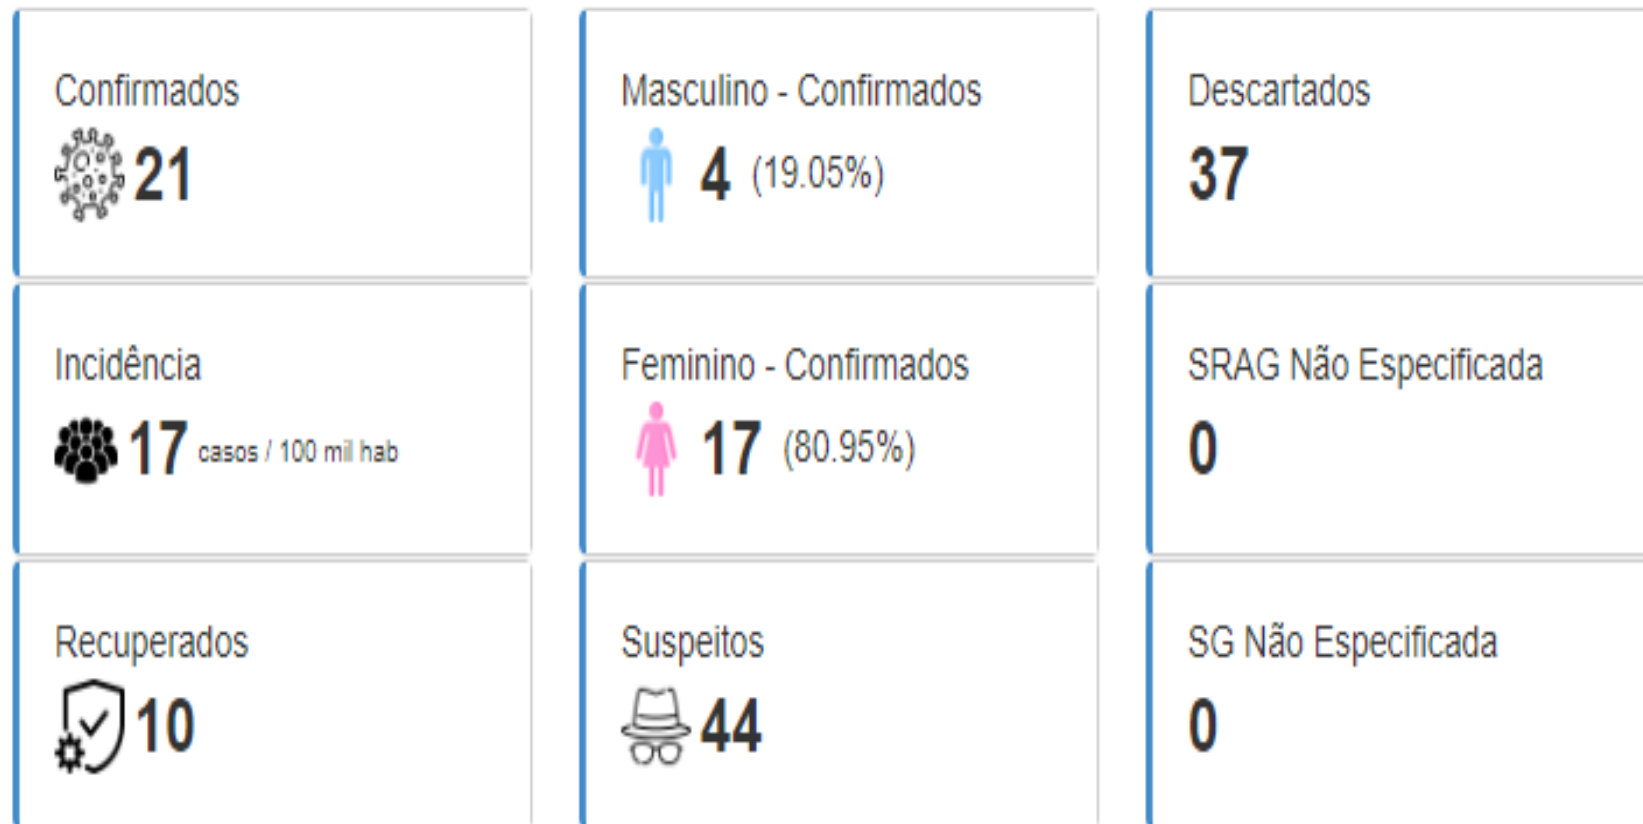 Confirmados
21
Masculino - Confirmados
4 (19.05%)
Descartados
37
Incidência
17 casos / 100 mil hab
Feminino - Confirmados
17 (80.95%)
SRAG Não Especificada
0
Recuperados
10
Suspeitos
44
SG Não Especificada
0